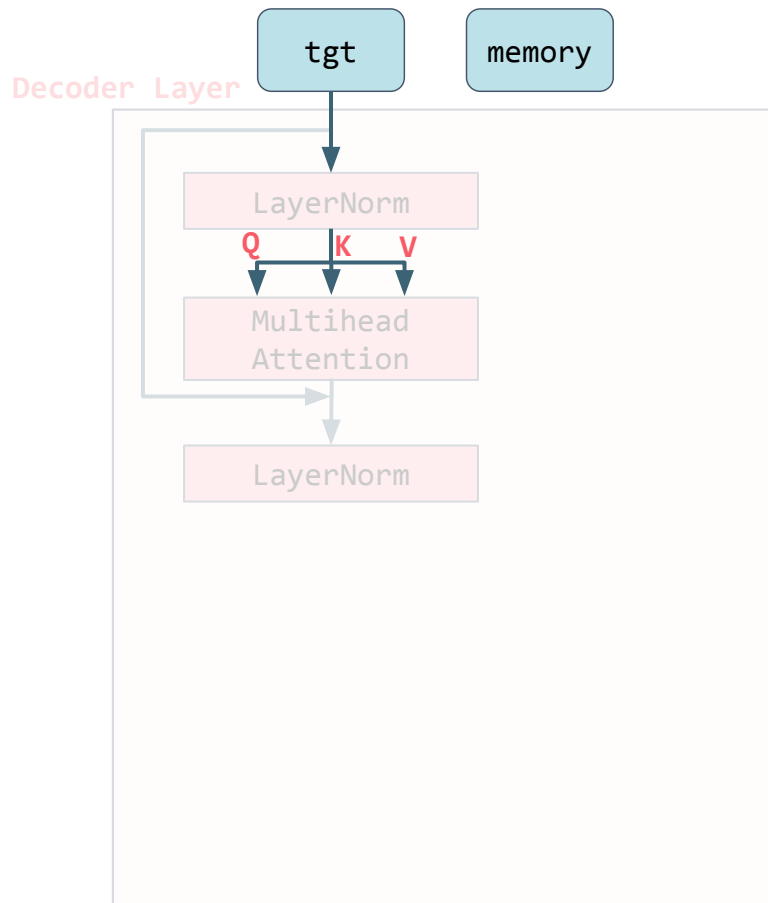 tgt
memory
Decoder Layer
LayerNorm
Q
K
V
Multihead
Attention
LayerNorm